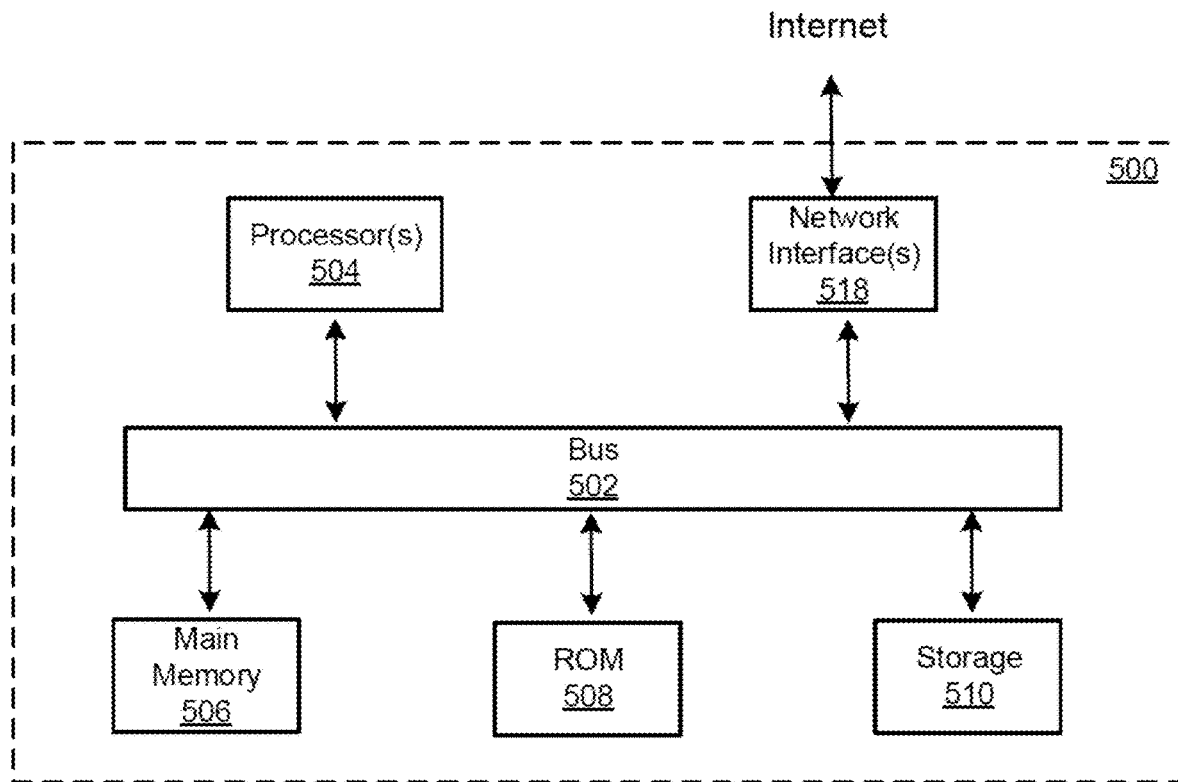 Internet
500
Processor(s)
504
Network
Interface(s)
518
Bus
502
Main
Memory
506
ROM
508
Storage
510